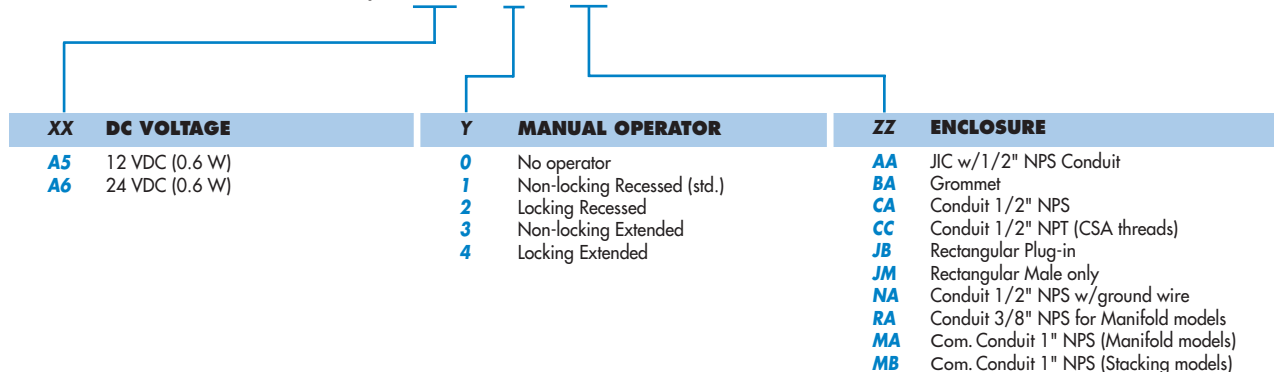 XX DC VOLTAGE
A5 12 VDC (0.6 W)
A6 24 VDC (0.6 W)
Y MANUAL OPERATOR
0 No operator
1 Non-locking Recessed (std.)
2 Locking Recessed
3 Non-locking Extended
4 Locking Extended
ZZ ENCLOSURE
AA JIC w/1/2" NPS Conduit
BA Grommet
CA Conduit 1/2" NPS
CC Conduit 1/2" NPT (CSA threads)
JB Rectangular Plug-in
JM Rectangular Male only
NA Conduit 1/2" NPS w/ground wire
RA Conduit 3/8" NPS for Manifold models
MA Com. Conduit 1" NPS (Manifold models)
MB Com. Conduit 1" NPS (Stacking models)